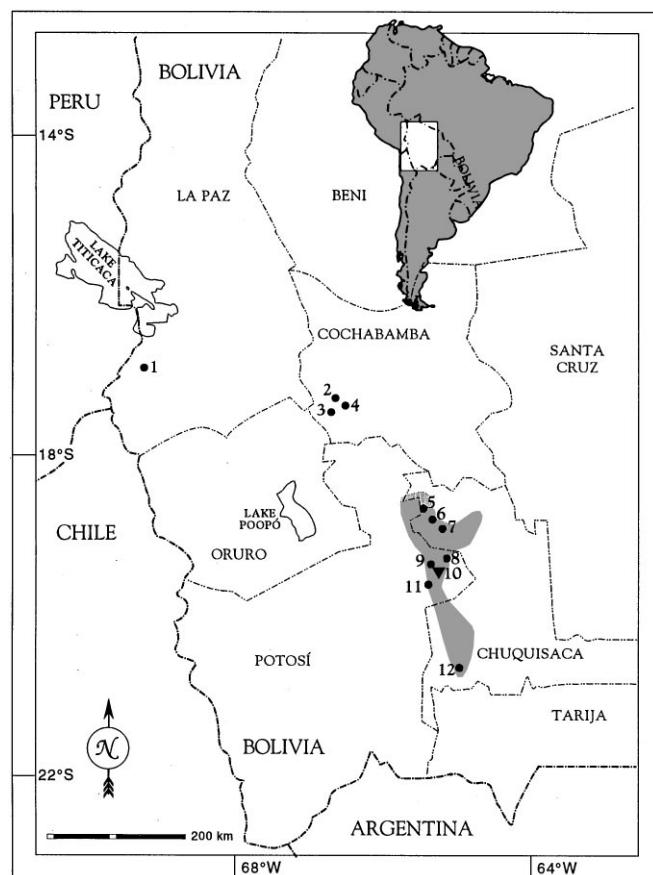 BOLIVIA
PERU
14°S
LA PAZ
BENI
BOLIVIA
LAKE
TITICACA
COCHABAMBA
SANTA
CRUZ
1
2
3
4
18°S
CHILE
LAKE
POOPÓ
ORURO
5
6
7
8
9
10
11
12
CHUQUISACA
POTOSÍ
TARIJA
N
BOLIVIA
22°S
200 km
ARGENTINA
68°W
64°W